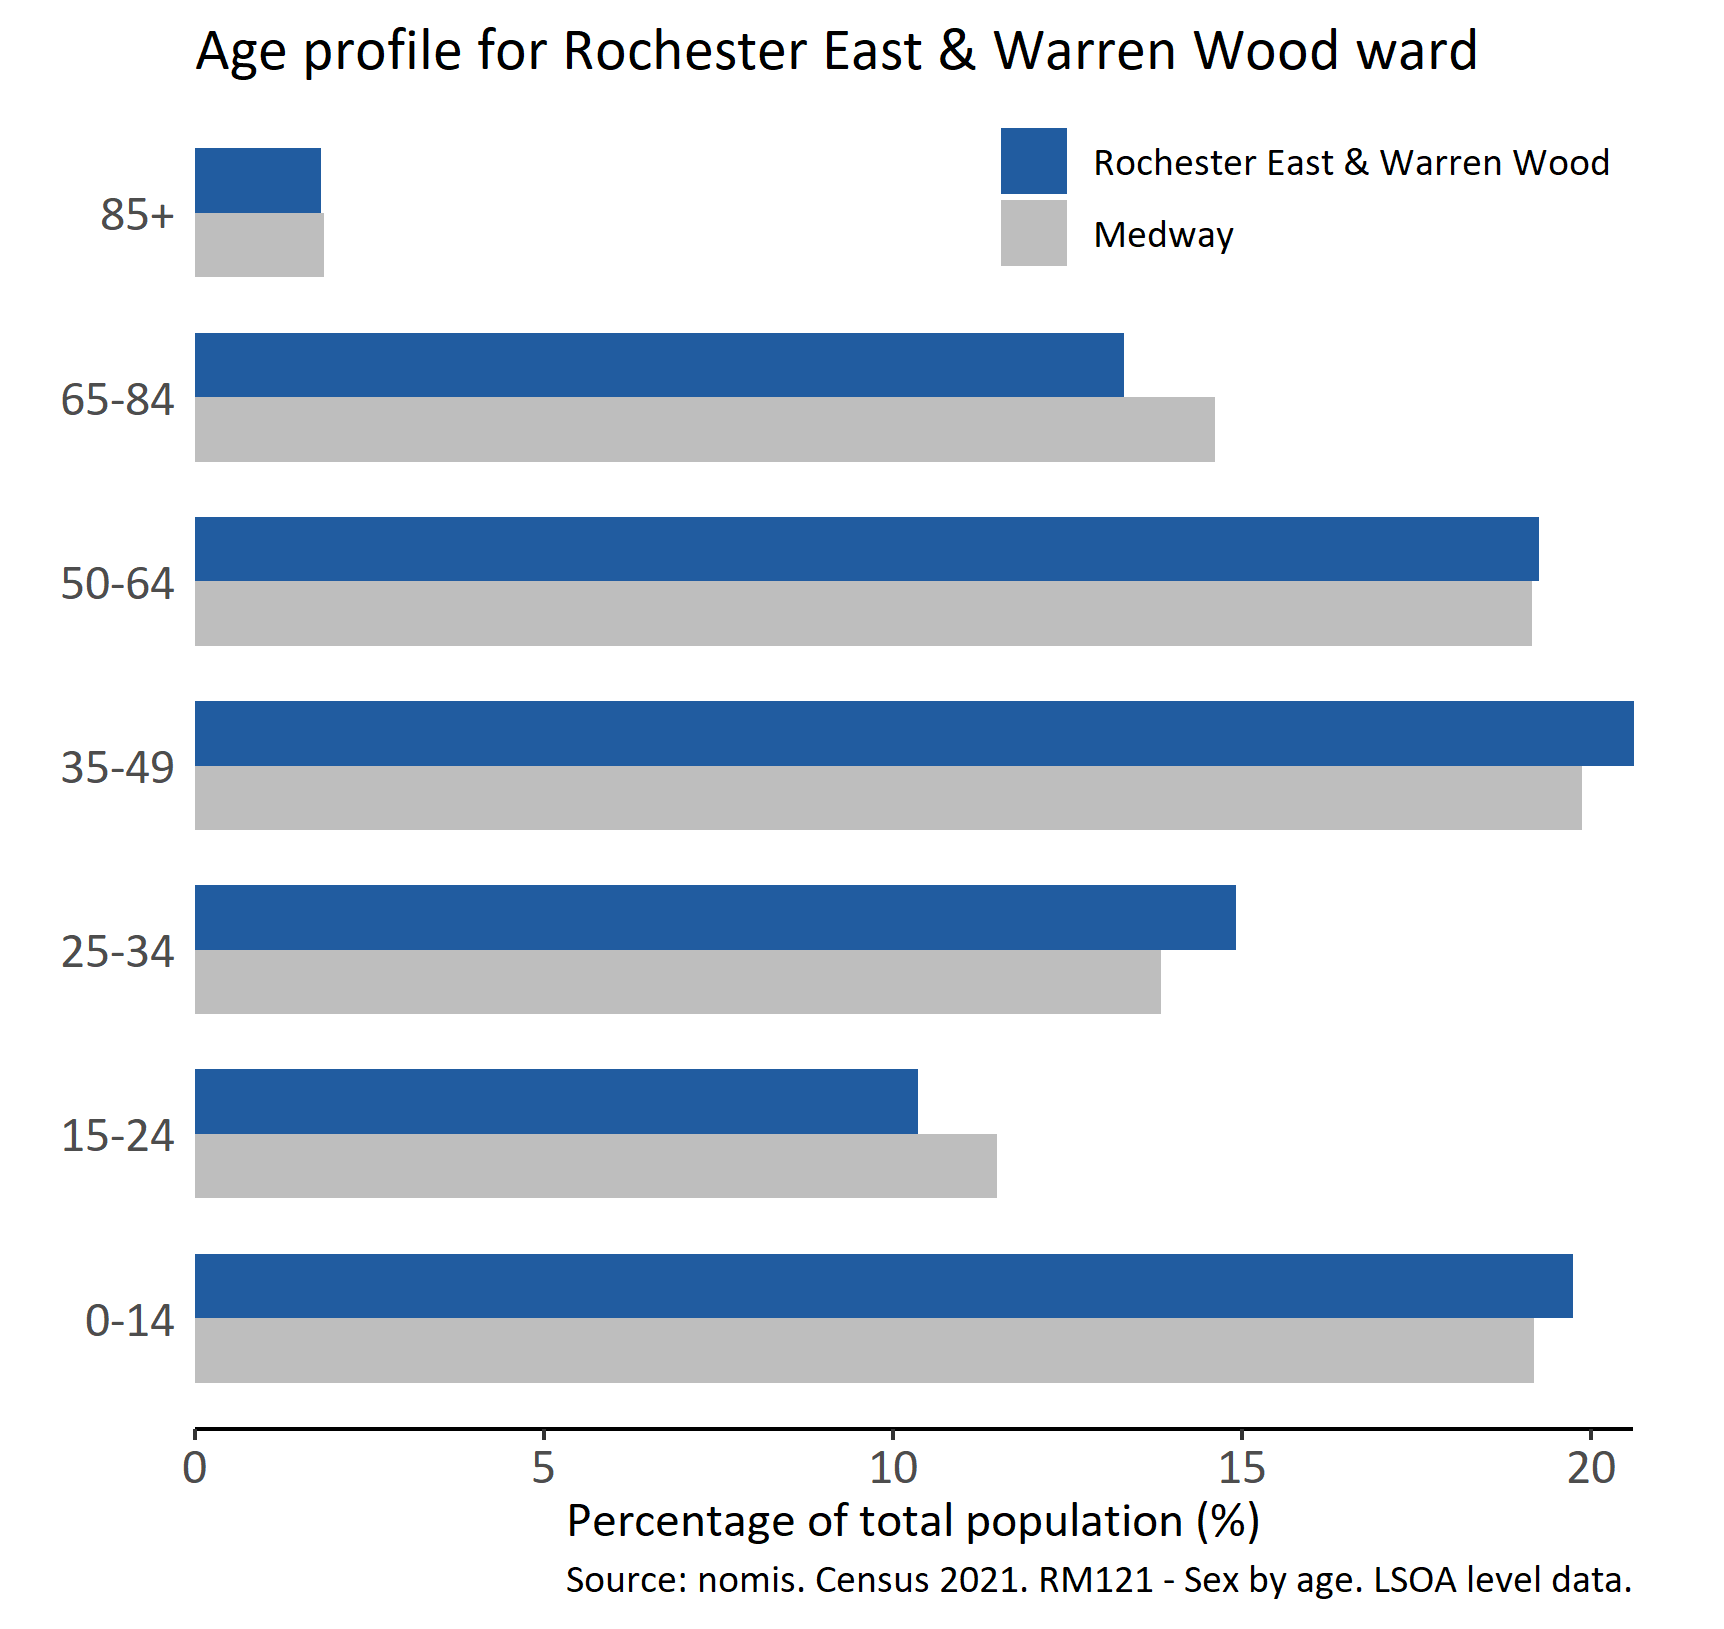 Age profile for Rochester East & Warren Wood ward
Rochester East & Warren Wood
Medway
85+
65-84
50-64
35-49
25-34
15-24
0-14
0 5 10 15 20
Percentage of total population (%)
Source: nomis. Census 2021. RM121 - Sex by age. LSOA level data.